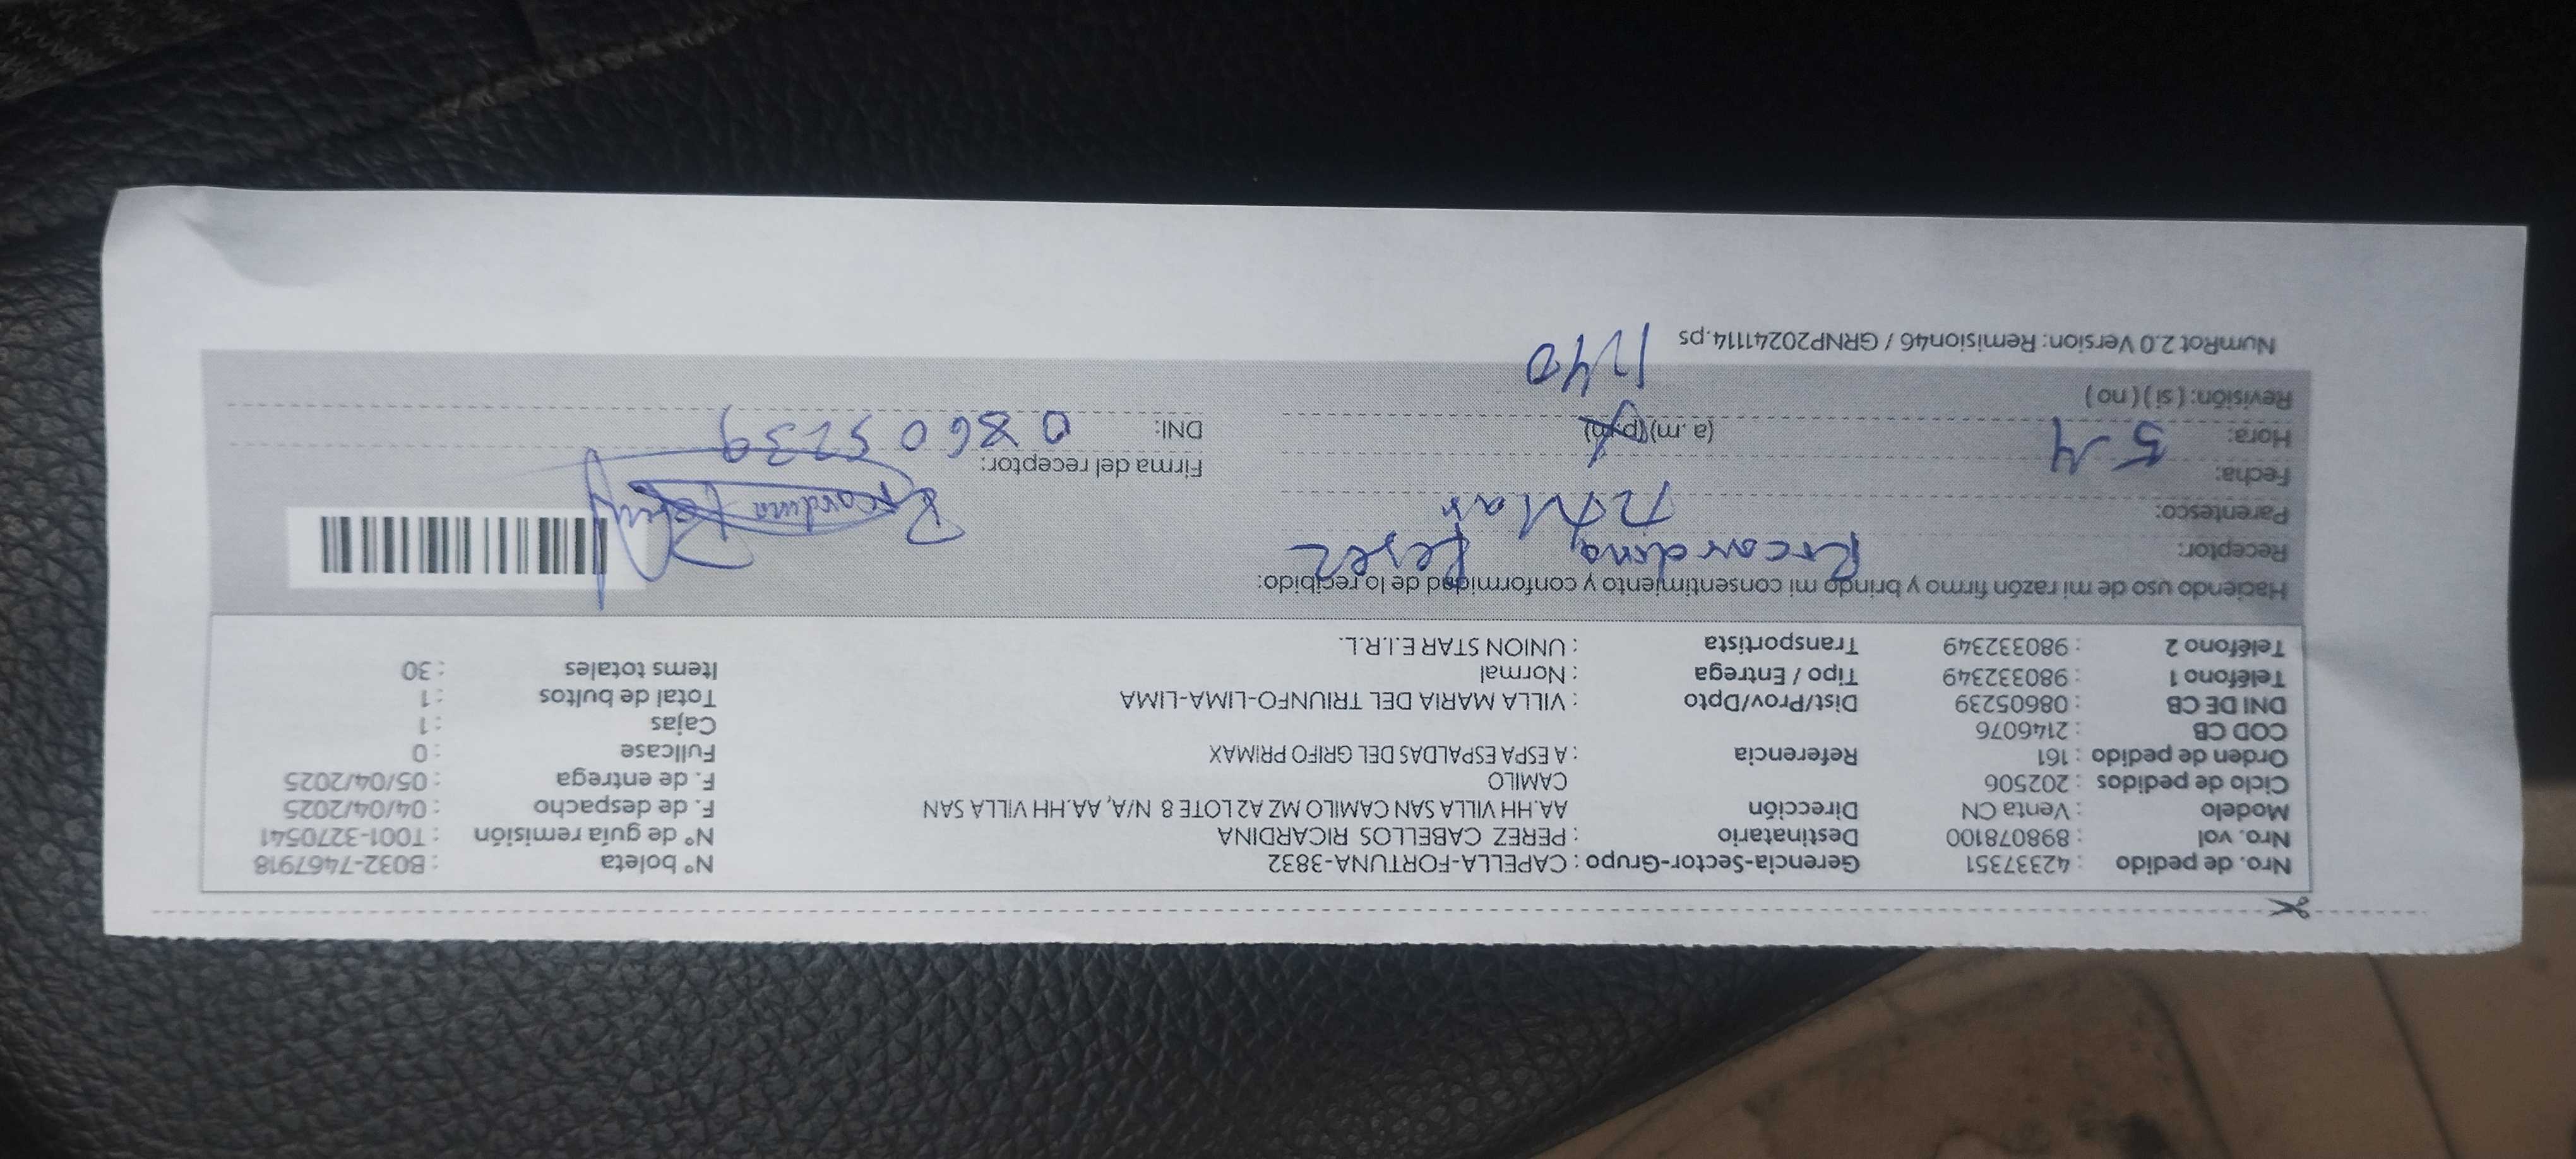 Nro. de pedido : 42337351 Gerencia-Sector-Grupo : CAPELLA-FORTUNA-3832 N° boleta : B032-7467918
Nro. vol : 898078100 Destinatario : PEREZ CABELLOS RICARDINA N° de guía remisión : T001-3270541
Modelo : Venta CN Dirección AA.HH VILLA SAN CAMILO MZ A2 LOTE 8 N/A, AA.HH VILLA SAN F. de despacho : 04/04/2025
Ciclo de pedidos : 202506 CAMILO F. de entrega : 05/04/2025
Orden de pedido : 161 Referencia : A ESPA ESPALDAS DEL GRIFO PRIMAX Fullcase : 0
COD CB : 2146076 Cajas : 1
DNI DE CB : 08605239 Dist/Prov/Dpto : VILLA MARIA DEL TRIUNFO-LIMA-LIMA Total de bultos : 1
Teléfono 1 : 980332349 Tipo / Entrega : Normal Items totales : 30
Teléfono 2 : 980332349 Transportista : UNION STAR E.I.R.L.
Haciendo uso de mi razón firmo y brindo mi consentimiento y conformidad de lo recibido:
Receptor: Ricardina Perez
Parentesco: Titular
Fecha: 5-4 Firma del receptor: Ricardina
Hora: (a.m) (p.m) DNI: 08605239
Revisión: ( si ) ( no ) 1240
NumRot 2.0 Version: Remision46 / GRNP20241114.ps